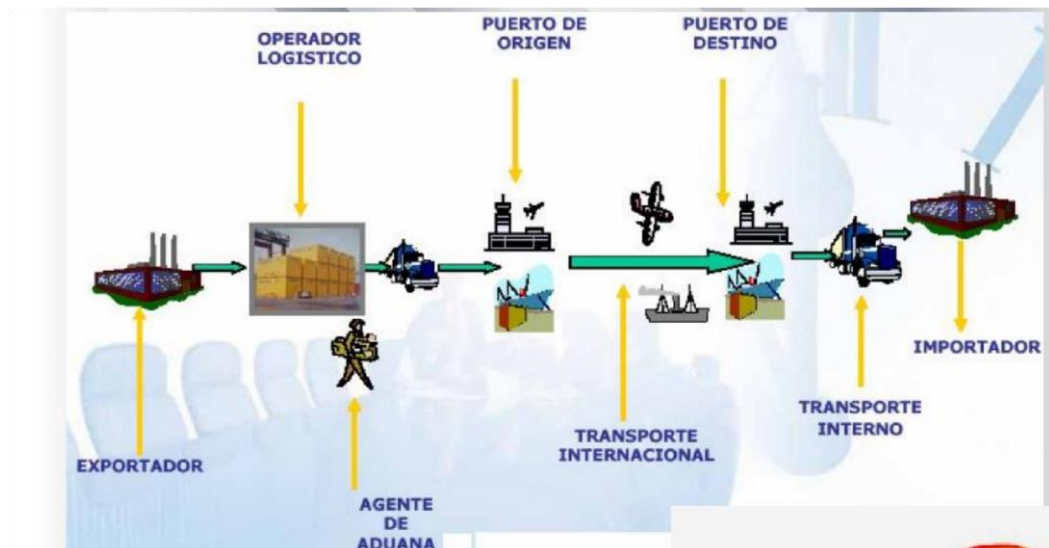 OPERADOR
LOGISTICO
PUERTO DE
ORIGEN
PUERTO DE
DESTINO
IMPORTADOR
TRANSPORTE
INTERNO
TRANSPORTE
INTERNACIONAL
EXPORTADOR
AGENTE
DE
ADUANA